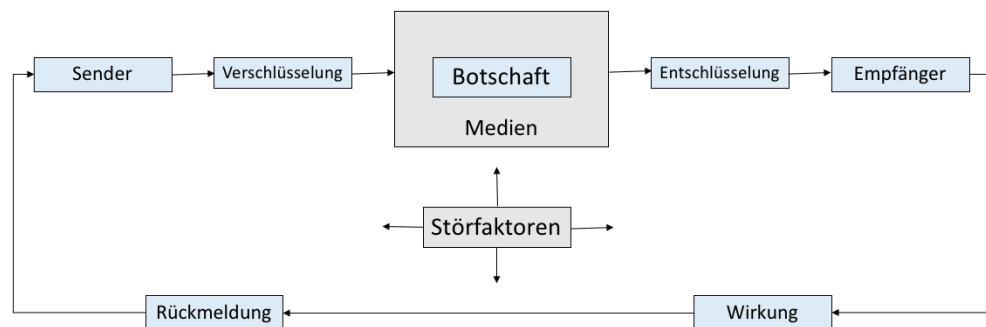 Sender
Verschlüsselung
Botschaft
Medien
Entschlüsselung
Empfänger
Störfaktoren
Rückmeldung
Wirkung